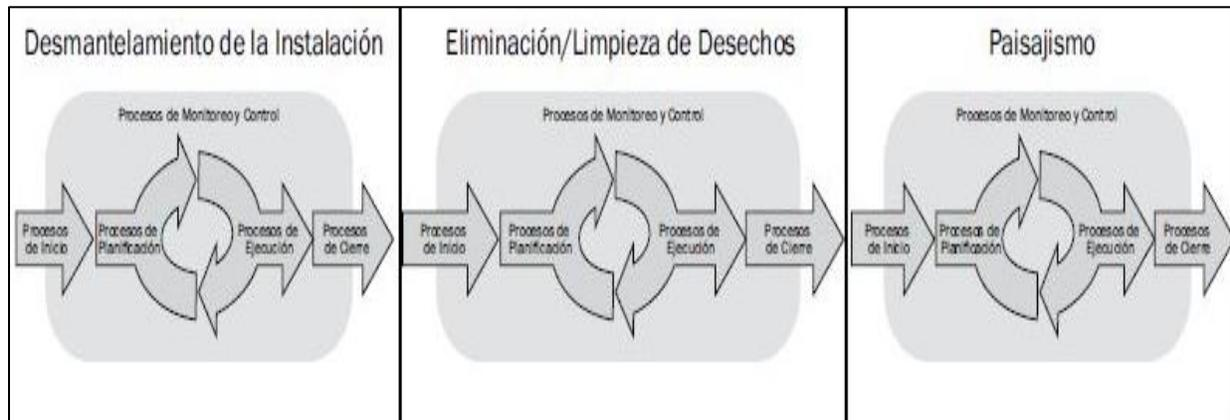 Desmantelamiento de la Instalación
Procesos de Monitoreo y Control
Procesos
de Inicio
Procesos de
Planificación
Procesos de
Ejecución
Procesos
de Cierre
Eliminación/Limpieza de Desechos
Procesos de Monitoreo y Control
Procesos
de Inicio
Procesos de
Planificación
Procesos de
Ejecución
Procesos
de Cierre
Paisajismo
Procesos de Monitoreo y Control
Procesos
de Inicio
Procesos de
Planificación
Procesos de
Ejecución
Procesos
de Cierre